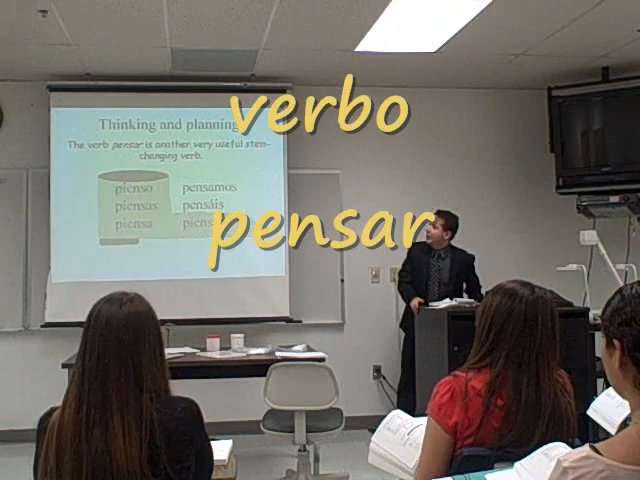 verbo
pensar
Thinking and planning
The verb pensar is another very useful stem-
changing verb.
pienso pensamos
piensas pensáis
piensa